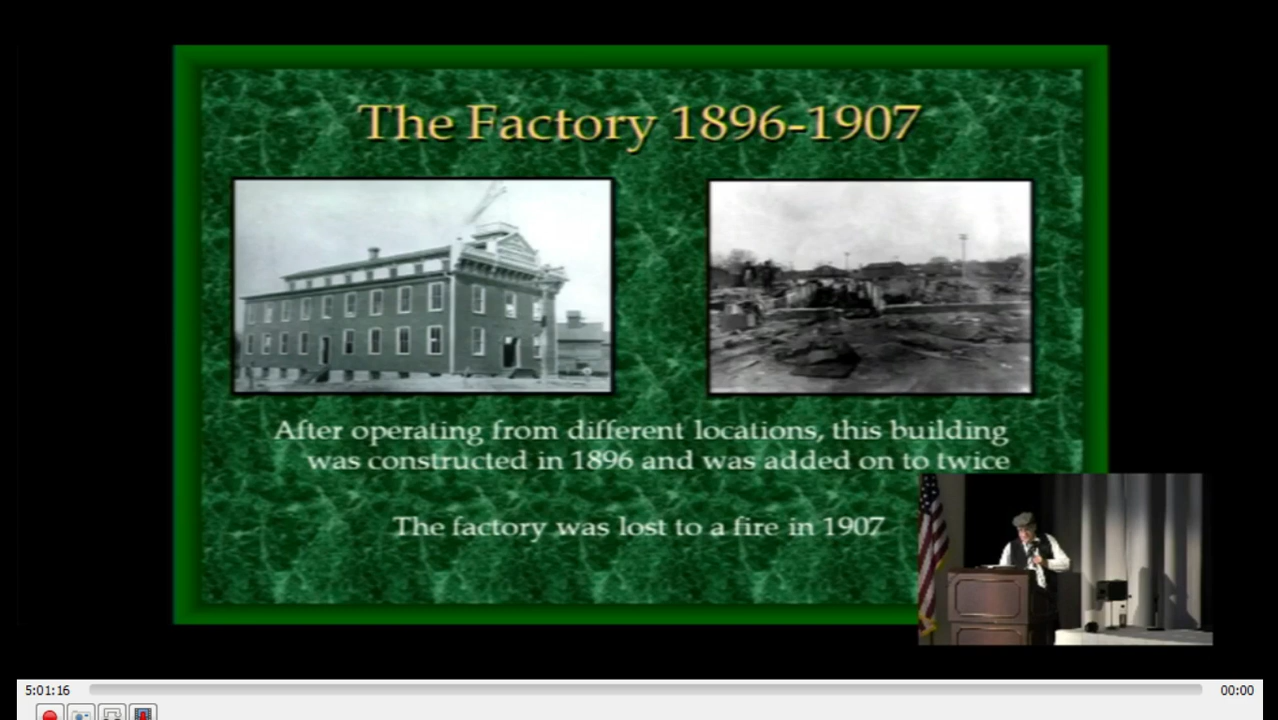 The Factory 1896-1907
After operating from different locations, this building
was constructed in 1896 and was added on to twice
The factory was lost to a fire in 1907
5:01:16
00:00